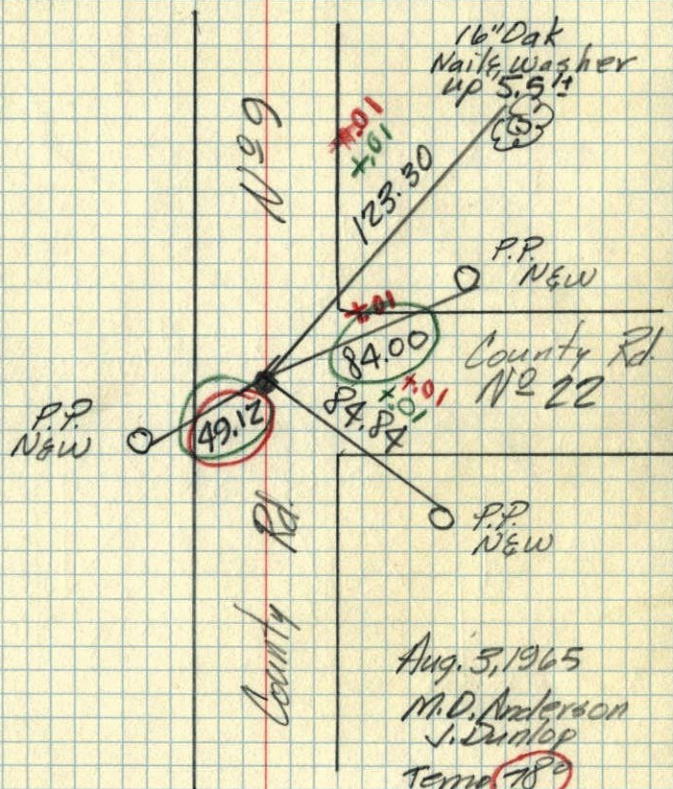 16" Oak
Nail & Washer
up 5.5'±
No 9
+.01
+.01
123.30
P.P.
NEW
+.01
84.00
County Rd.
No 22
+.01
+.01
84.84
49.12
P.P.
NEW
P.P.
NEW
County Rd.
Aug. 3, 1965
M.D. Anderson
J. Dunlop
Temp 78°